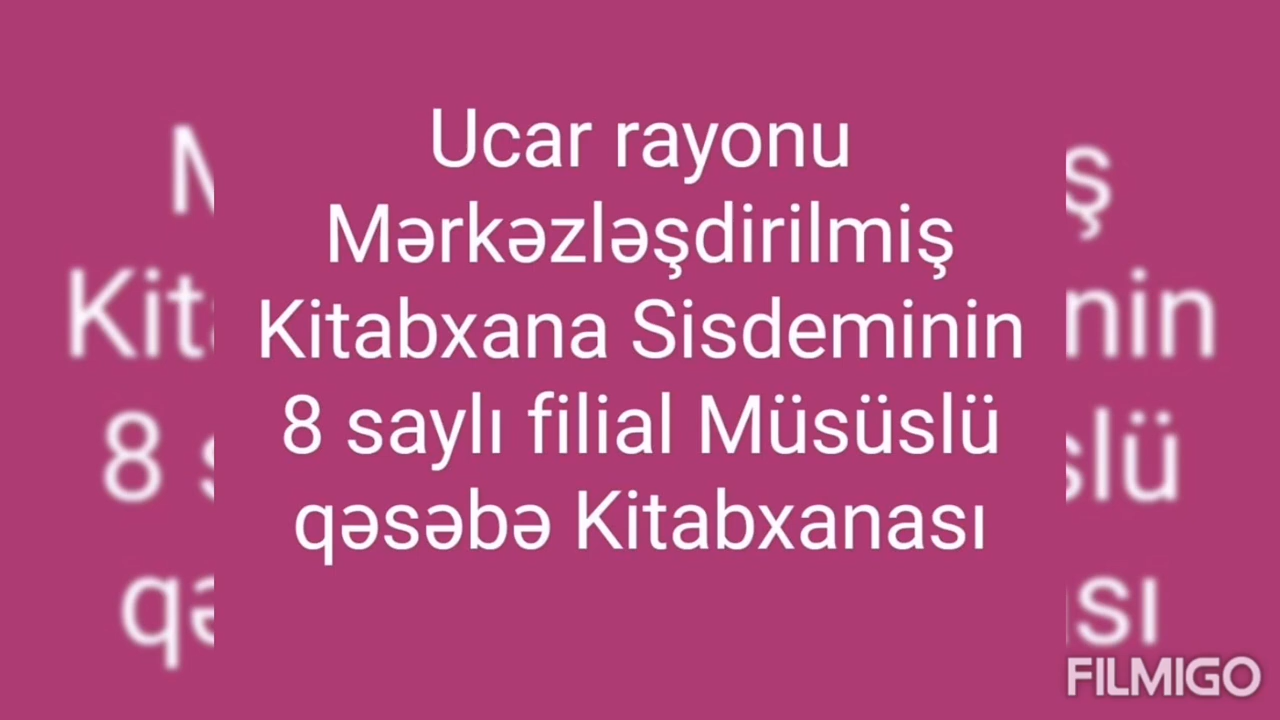 Ucar rayonu
Mərkəzləşdirilmiş
Kitabxana Sisdeminin
8 saylı filial Müsüslü
qəsəbə Kitabxanası
FILMIGO